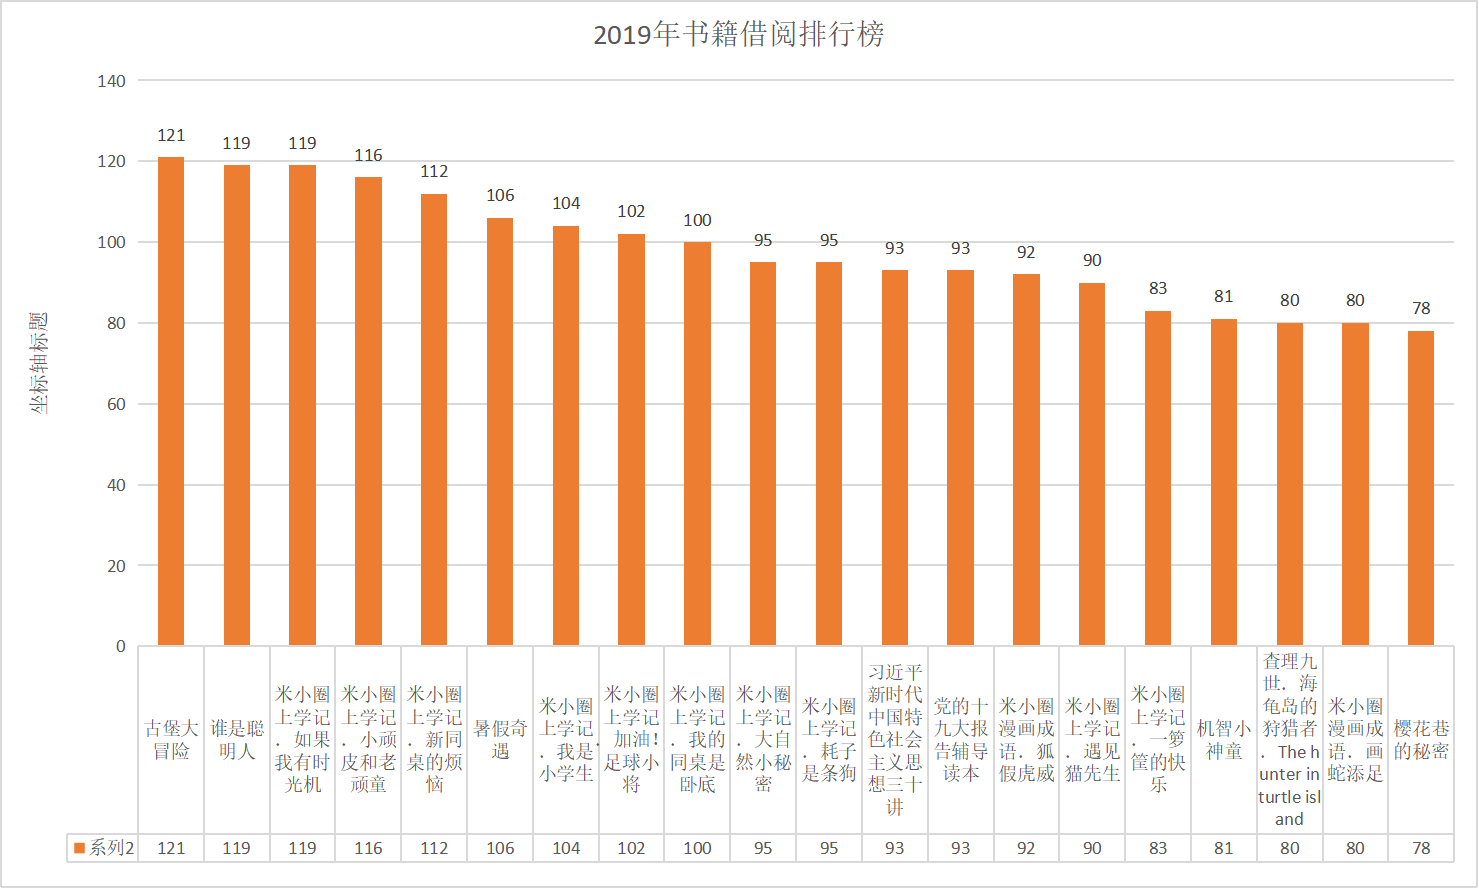 2019年书籍借阅排行榜
140
120
100
80
60
40
20
0
坐标轴标题
121
119
119
116
112
106
104
102
100
95
95
93
93
92
90
83
81
80
80
78
古堡大
冒险
谁是聪
明人
米小圈
上学记
．如果
我有时
光机
米小圈
上学记
．小顽
皮和老
顽童
米小圈
上学记
．新同
桌的烦
恼
暑假奇
遇
米小圈
上学记
．我是
小学生
米小圈
上学记
．加油！
足球小
将
米小圈
上学记
．我的
同桌是
卧底
米小圈
上学记
．大自
然小秘
密
米小圈
上学记
．耗子
是条狗
习近平
新时代
中国特
色社会
主义思
想三十
讲
党的十
九大报
告辅导
读本
米小圈
漫画成
语．狐
假虎威
米小圈
上学记
．遇见
猫先生
米小圈
上学记
．一箩
筐的快
乐
机智小
神童
查理九
世．海
龟岛的
狩猎者
．The h
unter in
turtle isl
and
米小圈
漫画成
语．画
蛇添足
樱花巷
的秘密
系列2 121 119 119 116 112 106 104 102 100 95 95 93 93 92 90 83 81 80 80 78